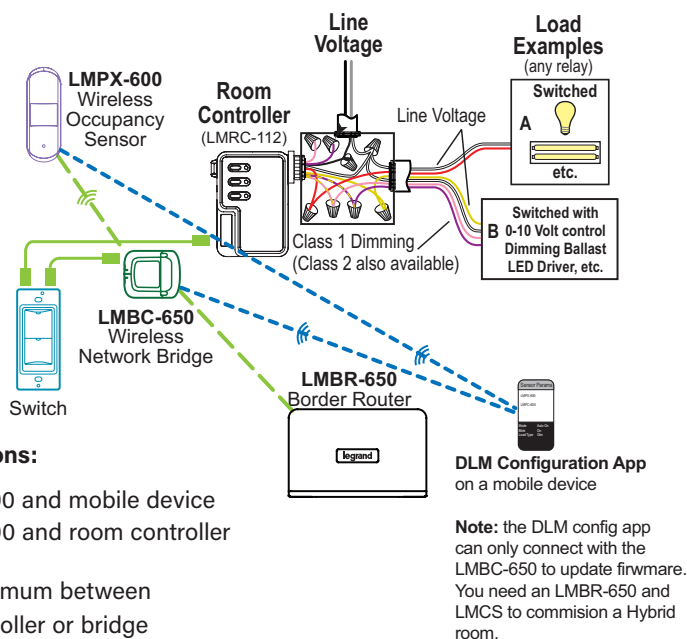 Line
Voltage
Load
Examples
(any relay)
Switched
A
etc.
LMPX-600
Wireless
Occupancy
Sensor
Room
Controller
(LMRC-112)
Line Voltage
B
Switched with
0-10 Volt control
Dimming Ballast
LED Driver, etc.
Class 1 Dimming
(Class 2 also available)
LMBC-650
Wireless
Network Bridge
Switch
LMBR-650
Border Router
legrand
Sensor Params
DLM Configuration App
on a mobile device
Note: the DLM config app
can only connect with the
LMBC-650 to update firwmare.
You need an LMBR-650 and
LMCS to commision a Hybrid
room.
ons:
00 and mobile device
00 and room controller
mum between
oller or bridge